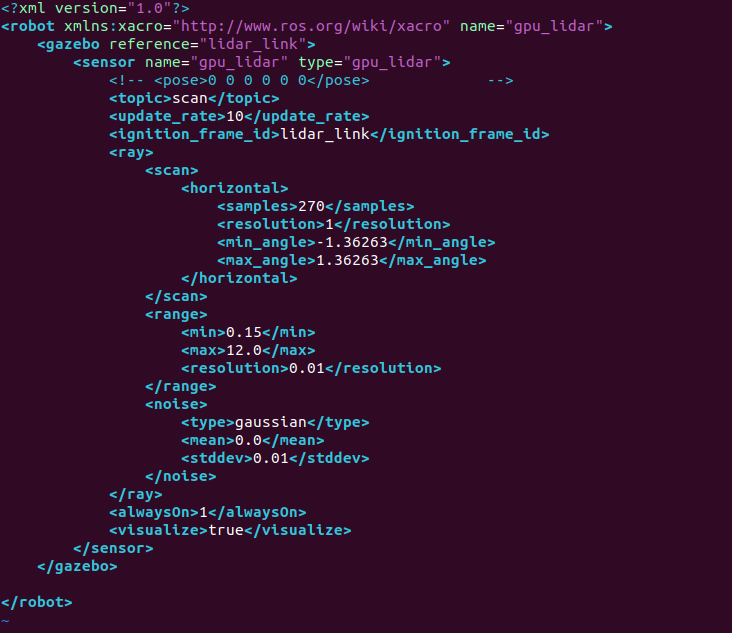 <?xml version="1.0"?>
<robot xmlns:xacro="http://www.ros.org/wiki/xacro" name="gpu_lidar">
    <gazebo reference="lidar_link">
        <sensor name="gpu_lidar" type="gpu_lidar">
            <!-- <pose>0 0 0 0 0 0</pose>             -->
            <topic>scan</topic>
            <update_rate>10</update_rate>
            <ignition_frame_id>lidar_link</ignition_frame_id>
            <ray>
                <scan>
                    <horizontal>
                        <samples>270</samples>
                        <resolution>1</resolution>
                        <min_angle>-1.36263</min_angle>
                        <max_angle>1.36263</max_angle>
                    </horizontal>
                </scan>
                <range>
                    <min>0.15</min>
                    <max>12.0</max>
                    <resolution>0.01</resolution>
                </range>
                <noise>
                    <type>gaussian</type>
                    <mean>0.0</mean>
                    <stddev>0.01</stddev>
                </noise>
            </ray>
            <alwaysOn>1</alwaysOn>
            <visualize>true</visualize>
        </sensor>
    </gazebo>

</robot>
~